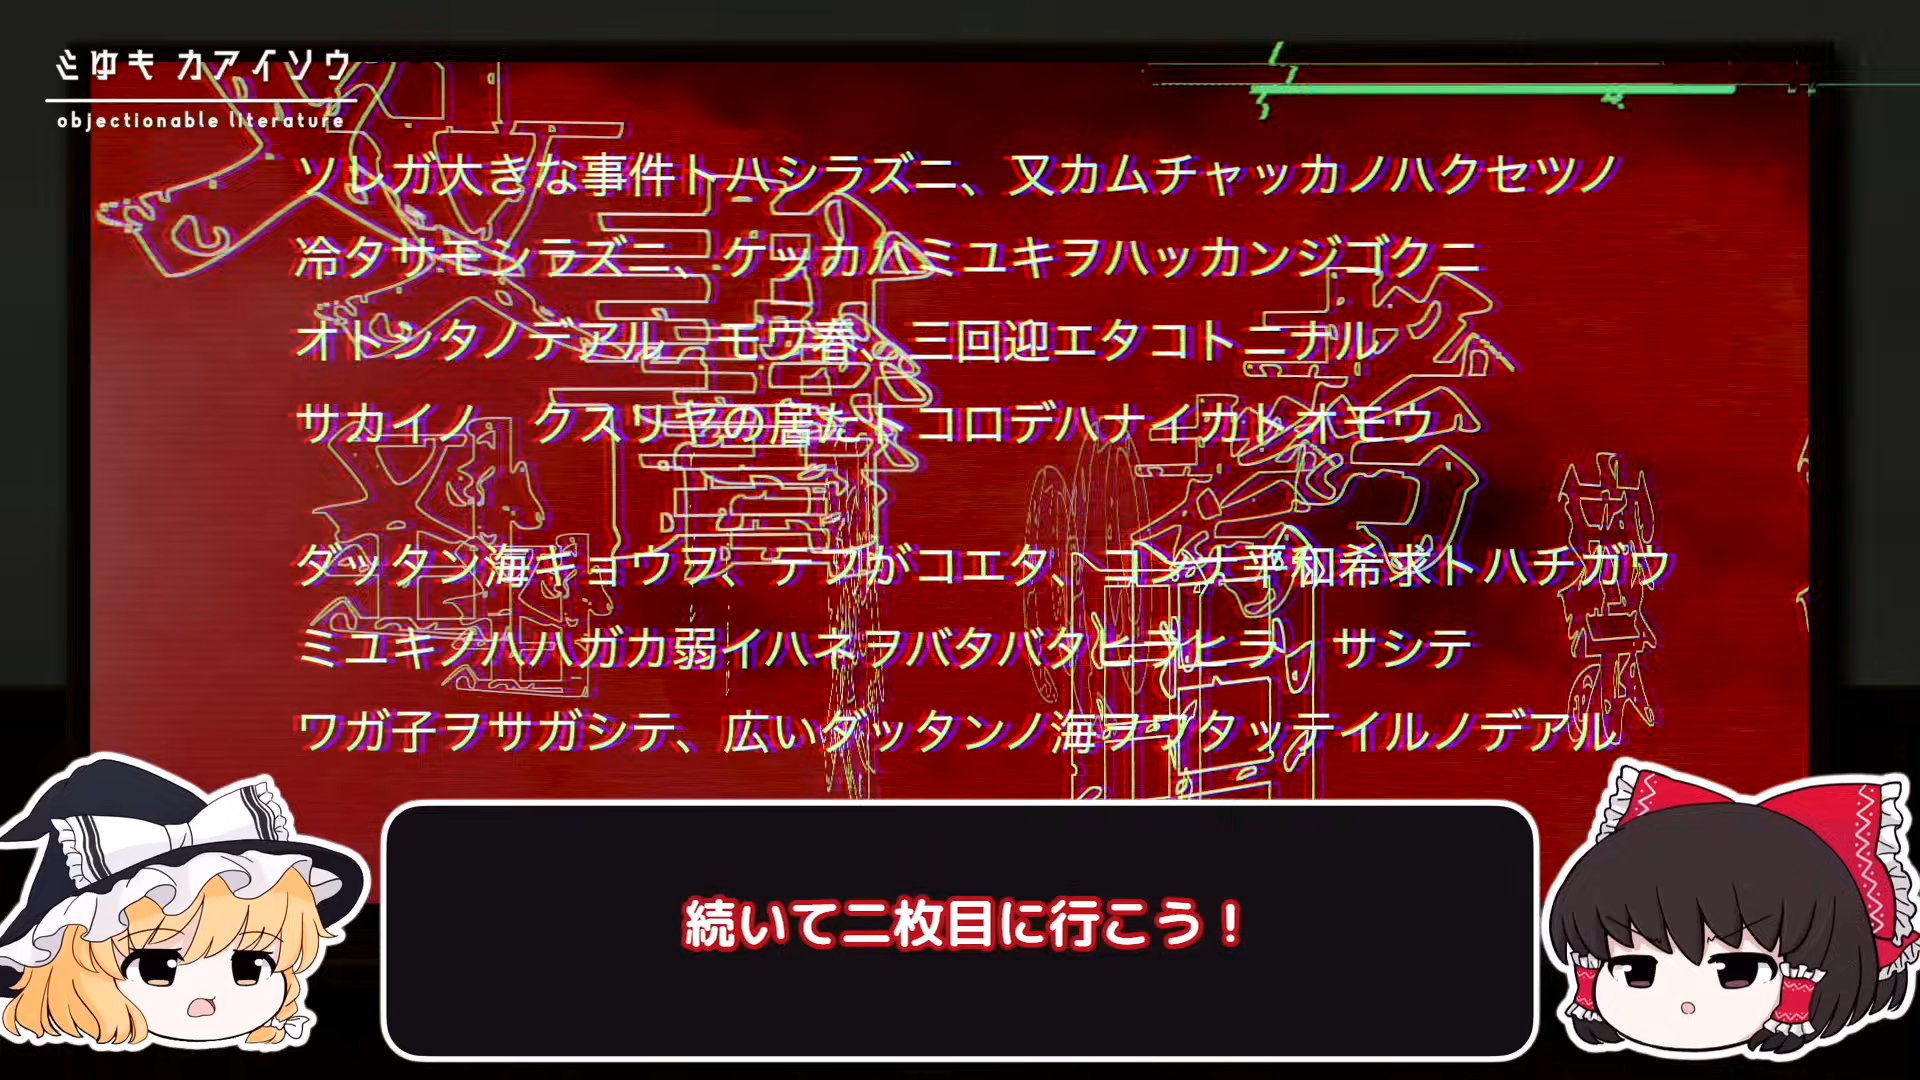 ミゆキ カアイソウ
objectionable literature
ソレガ大きな事件トハシラズニ、又カムチャッカノハクセツノ
冷タサモシラズニ、ケッカハミユキヲハッカンジゴクニ
オトシタノデアル モウ春、三回迎エタコトニナル
サカイノ クスリヤの居たトコロデハナイカトオモウ
ダッタン海キョウヲ、テフがコエタ、コンナ平和希求トハチガウ
ミユキノハハガカ弱イハネヲバタバタヒラヒラ、サシテ
ワガ子ヲサガシテ、広いダッタンノ海ヲワタッテイルノデアル
続いて二枚目に行こう！